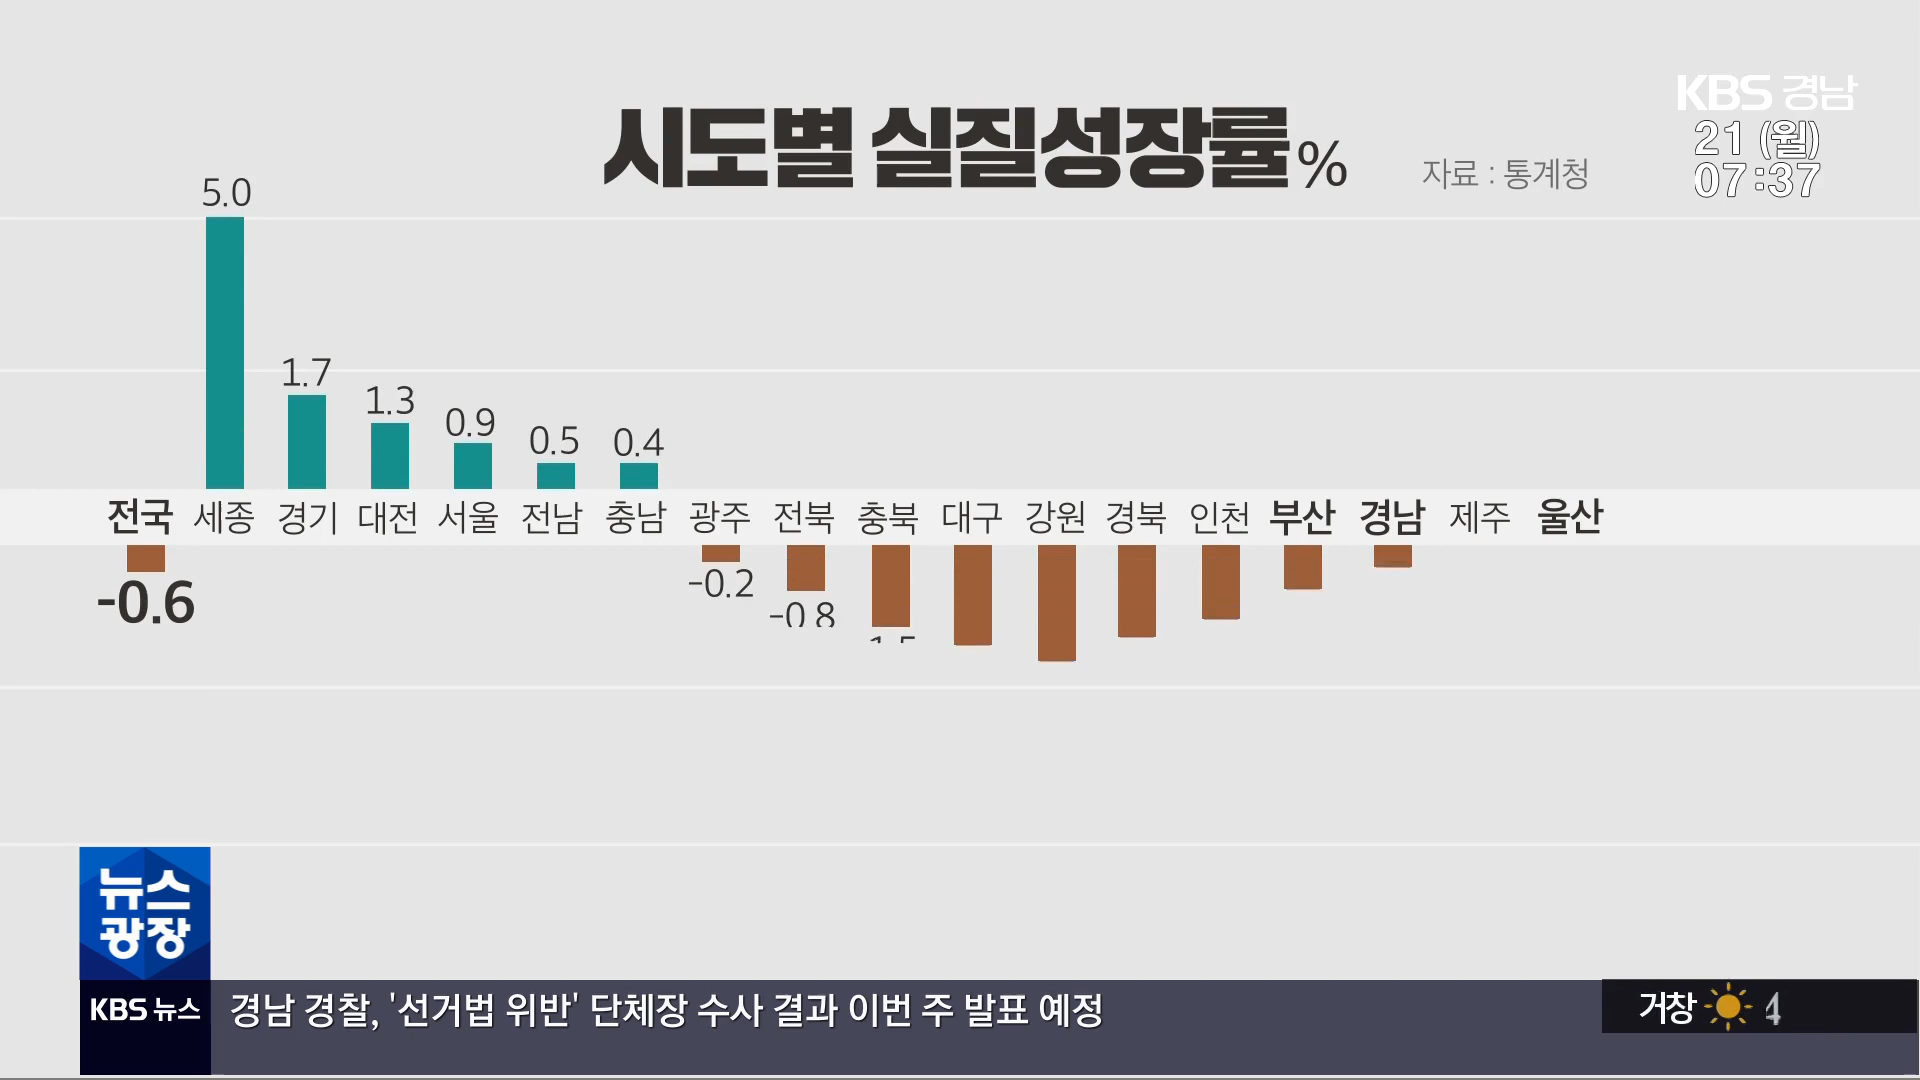 시도별 실질성장률%
자료 : 통계청
KBS 경남
21 (월)
07:37
5.0
1.7
1.3
0.9
0.5
0.4
전국 세종 경기 대전 서울 전남 충남 광주 전북 충북 대구 강원 경북 인천 부산 경남 제주 울산
-0.6
-0.2
-0.8
뉴스
광장
KBS 뉴스
경남 경찰, '선거법 위반' 단체장 수사 결과 이번 주 발표 예정
거창